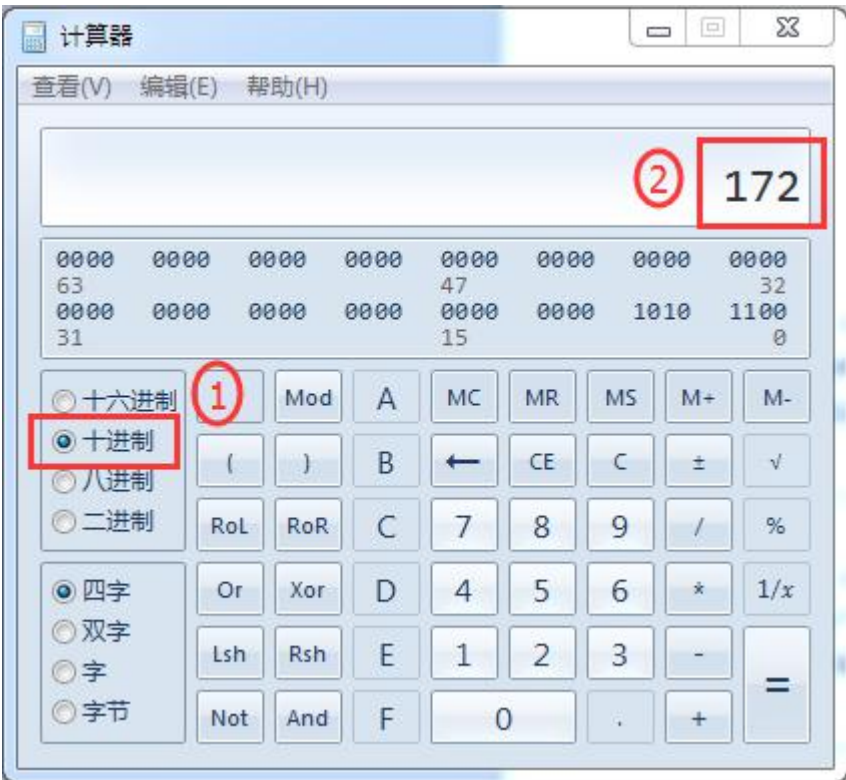 计算器
查看(V) 编辑(E) 帮助(H)
② 172
0000 0000 0000 0000 0000 0000 0000 0000
63 47 32
0000 0000 0000 0000 0000 0000 1010 1100
31 15 0
十六进制 ① Mod A MC MR MS M+ M-
十进制
( ) B ← CE C ± √
八进制
二进制 RoL RoR C 7 8 9 / %
四字 Or Xor D 4 5 6 * 1/x
双字
Lsh Rsh E 1 2 3 - =
字
字节 Not And F 0 . +